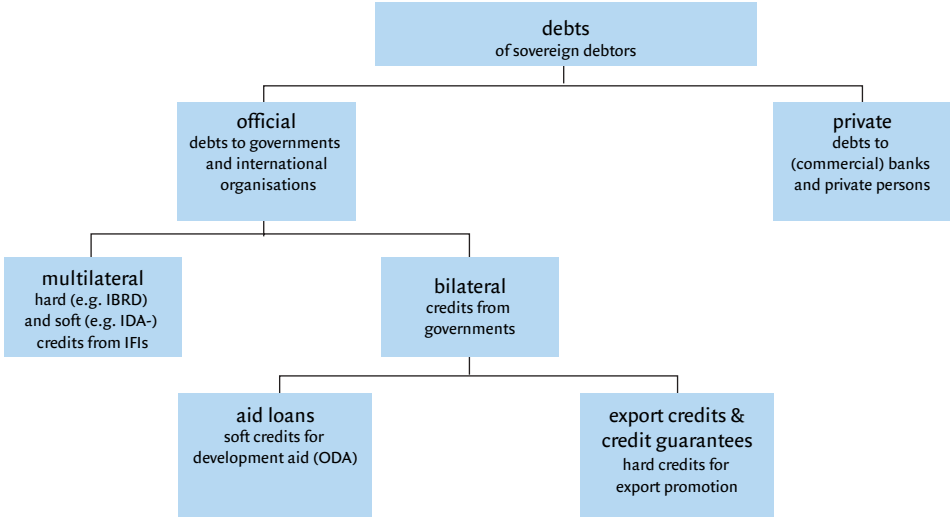 debts
of sovereign debtors
official
debts to governments
and international
organisations
private
debts to
(commercial) banks
and private persons
multilateral
hard (e.g. IBRD)
and soft (e.g. IDA-)
credits from IFIs
bilateral
credits from
governments
aid loans
soft credits for
development aid (ODA)
export credits &
credit guarantees
hard credits for
export promotion